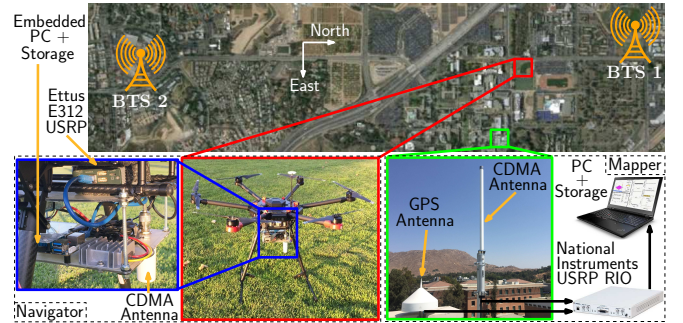 Embedded
PC +
Storage
Ettus
E312
USRP
BTS 2
North
East
BTS 1
Navigator
CDMA
Antenna
GPS
Antenna
CDMA
Antenna
PC
+
Storage
Mapper
National
Instruments
USRP RIO